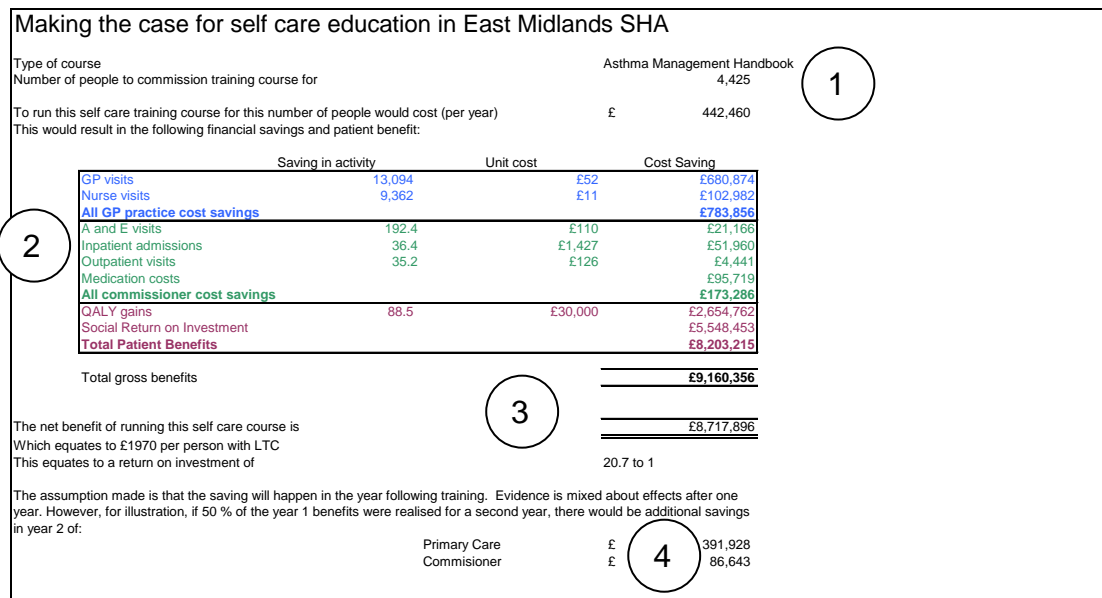 Making the case for self care education in East Midlands SHA
Type of course Asthma Management Handbook
Number of people to commission training course for 4,425
1
To run this self care training course for this number of people would cost (per year) £ 442,460
This would result in the following financial savings and patient benefit:
Saving in activity Unit cost Cost Saving
GP visits 13,094 £52 £680,874
Nurse visits 9,362 £11 £102,982
All GP practice cost savings £783,856
2
A and E visits 192.4 £110 £21,166
Inpatient admissions 36.4 £1,427 £51,960
Outpatient visits 35.2 £126 £4,441
Medication costs £95,719
All commissioner cost savings £173,286
QALY gains 88.5 £30,000 £2,654,762
Social Return on Investment £5,548,453
Total Patient Benefits £8,203,215
Total gross benefits £9,160,356
3
The net benefit of running this self care course is £8,717,896
Which equates to £1970 per person with LTC
This equates to a return on investment of 20.7 to 1
The assumption made is that the saving will happen in the year following training. Evidence is mixed about effects after one
year. However, for illustration, if 50 % of the year 1 benefits were realised for a second year, there would be additional savings
in year 2 of:
Primary Care £ 391,928
Commisioner £ 86,643
4